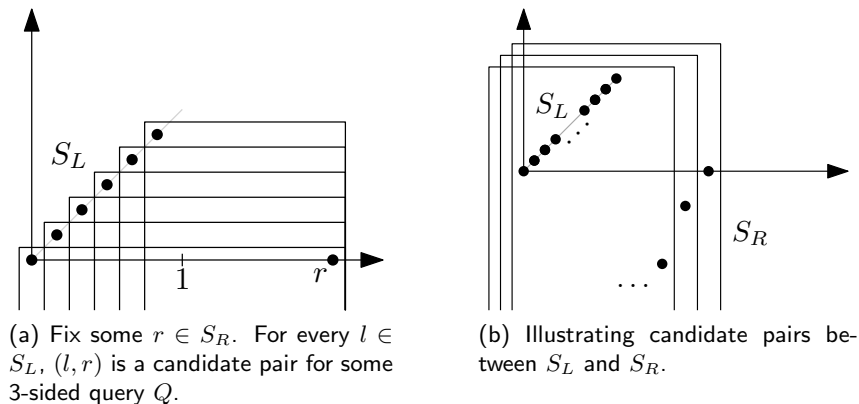 S_L
1
r
(a) Fix some r ∈ S_R. For every l ∈
S_L, (l, r) is a candidate pair for some
3-sided query Q.
S_L
. . .
S_R
. . .
(b) Illustrating candidate pairs be-
tween S_L and S_R.